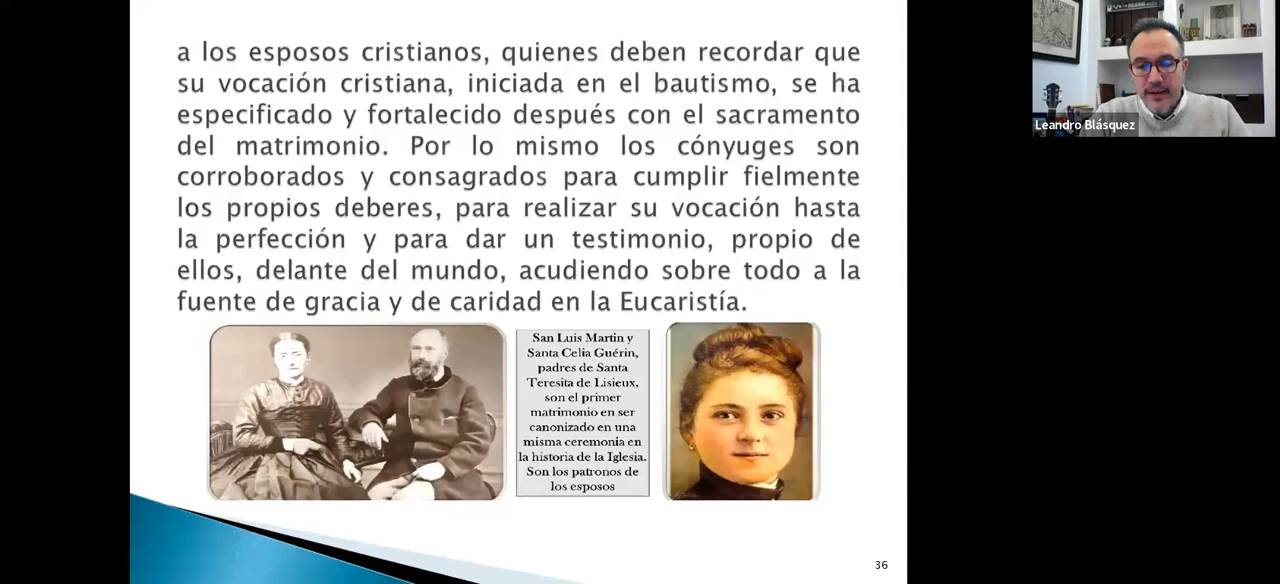 a los esposos cristianos, quienes deben recordar que
su vocación cristiana, iniciada en el bautismo, se ha
especificado y fortalecido después con el sacramento
del matrimonio. Por lo mismo los cónyuges son
corroborados y consagrados para cumplir fielmente
los propios deberes, para realizar su vocación hasta
la perfección y para dar un testimonio, propio de
ellos, delante del mundo, acudiendo sobre todo a la
fuente de gracia y de caridad en la Eucaristía.
San Luis Martin y
Santa Celia Guérin,
padres de Santa
Teresita de Lisieux,
son el primer
matrimonio en ser
canonizado en una
misma ceremonia en
la historia de la Iglesia.
Son los patronos de
los esposos
36
Leandro Blásquez